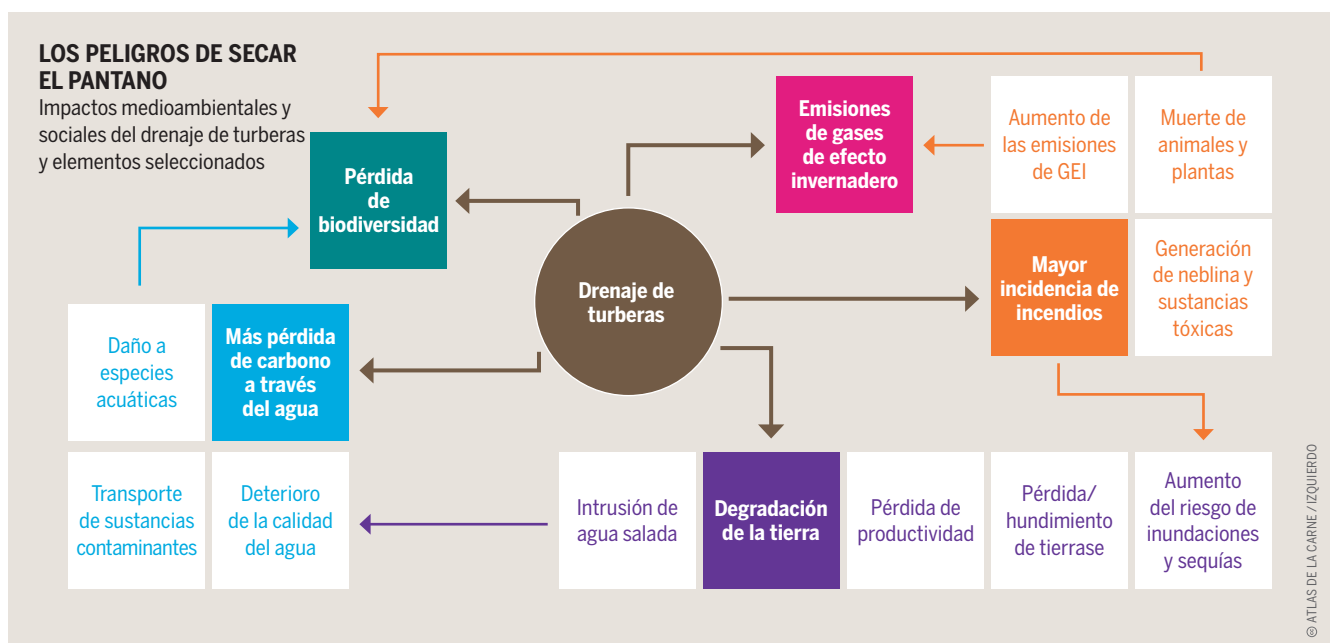 LOS PELIGROS DE SECAR
EL PANTANO
Impactos medioambientales y
sociales del drenaje de turberas
y elementos seleccionados
Pérdida
de
biodiversidad
Emisiones
de gases
de efecto
invernadero
Aumento de
las emisiones
de GEI
Muerte de
animales y
plantas
Drenaje de
turberas
Mayor
incidencia de
incendios
Generación
de neblina y
sustancias
tóxicas
Daño a
especies
acuáticas
Más pérdida
de carbono
a través
del agua
Transporte
de sustancias
contaminantes
Deterioro
de la calidad
del agua
Intrusión de
agua salada
Degradación
de la tierra
Pérdida de
productividad
Pérdida/
hundimiento
de tierrase
Aumento
del riesgo de
inundaciones
y sequías
© ATLAS DE LA CARNE / IZQUIERDO